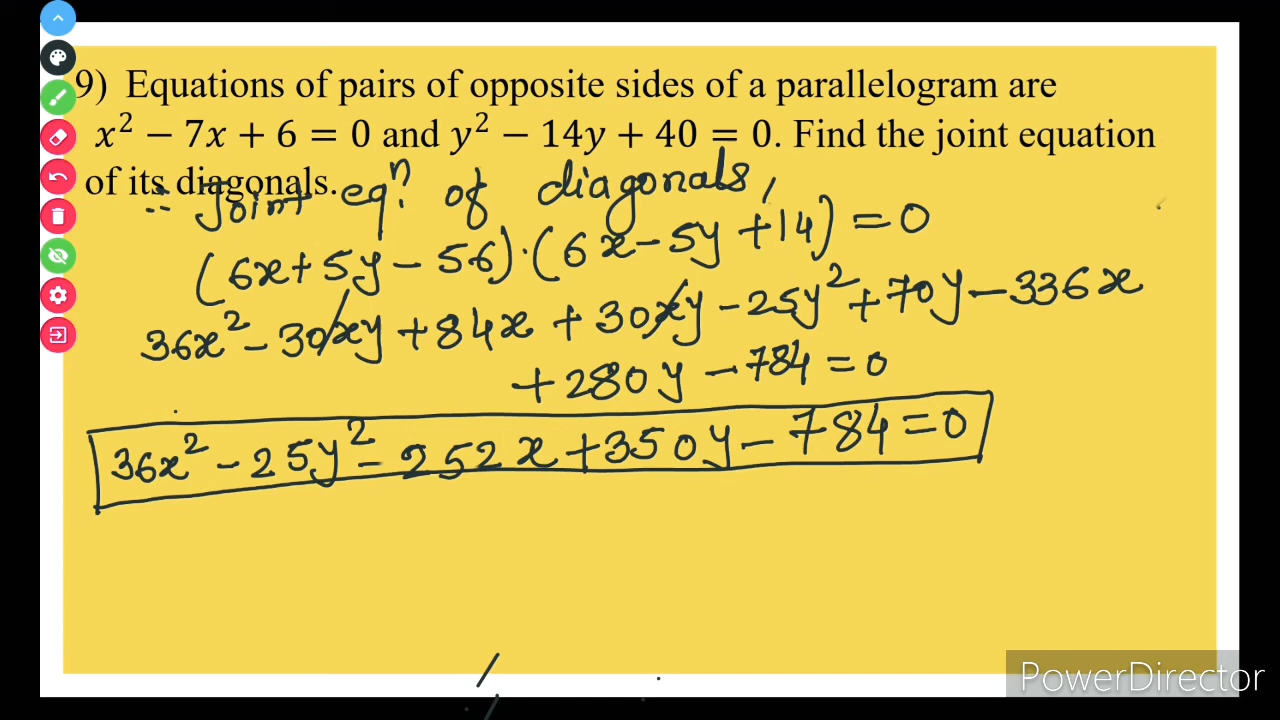 9) Equations of pairs of opposite sides of a parallelogram are
x² − 7x + 6 = 0 and y² − 14y + 40 = 0. Find the joint equation
of its diagonals.
∴ Joint eqⁿ. of diagonals,
(6x + 5y − 56)·(6x − 5y + 14) = 0
36x² − 30xy + 84x + 30xy − 25y² + 70y − 336x
+ 280y − 784 = 0
36x² − 25y² − 252x + 350y − 784 = 0
PowerDirector